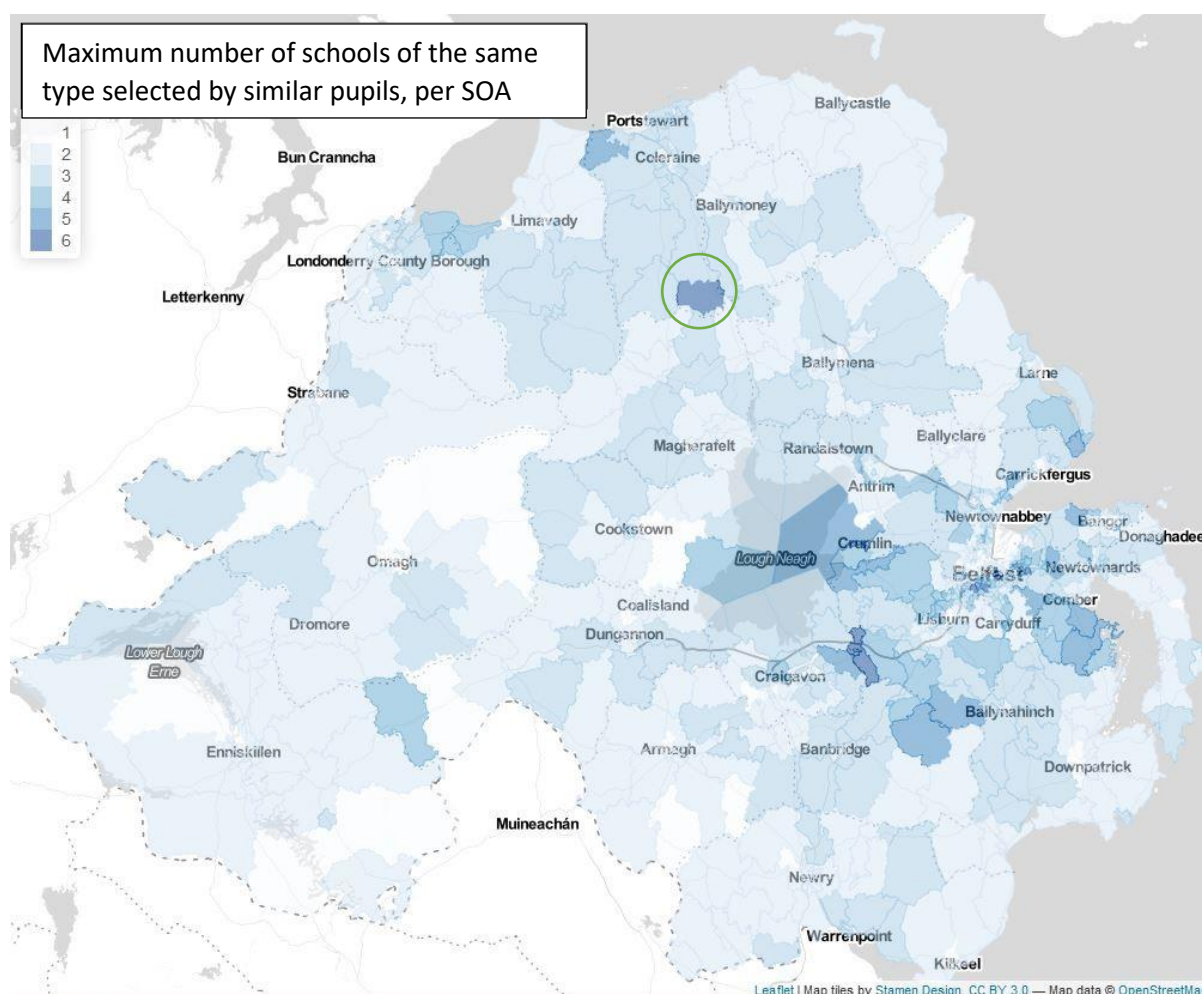 Maximum number of schools of the same
type selected by similar pupils, per SOA
1
2
3
4
5
6
Ballycastle
Portstewart
Bun Cranncha
Coleraine
Ballymoney
Limavady
Londonderry County Borough
Letterkenny
Ballymena
Larne
Strabane
Ballyclare
Magherafelt
Randalstown
Carrickfergus
Antrim
Newtownabbey
Bangor
Cookstown
Donaghadee
Cremlin
Omagh
Lough Neagh
Belfast
Newtownards
Comber
Coalisland
Lisburn
Carryduff
Dromore
Dungannon
Lower Lough
Erne
Craigavon
Ballynahinch
Enniskillen
Armagh
Banbridge
Downpatrick
Muineachán
Newry
Warrenpoint
Kilkeel
Leaflet | Map tiles by Stamen Design, CC BY 3.0 — Map data © OpenStreetMa